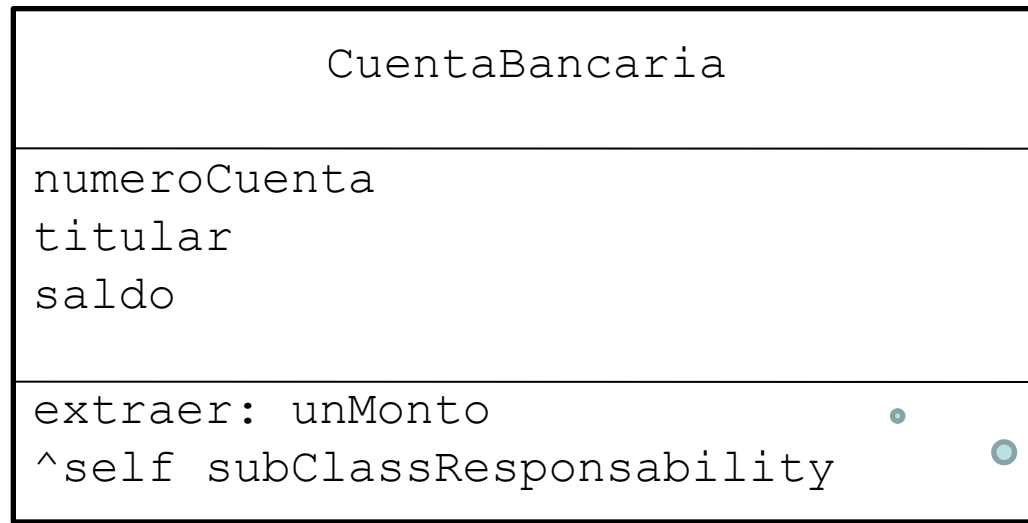 CuentaBancaria
numeroCuenta
titular
saldo
extraer: unMonto
^self subClassResponsability